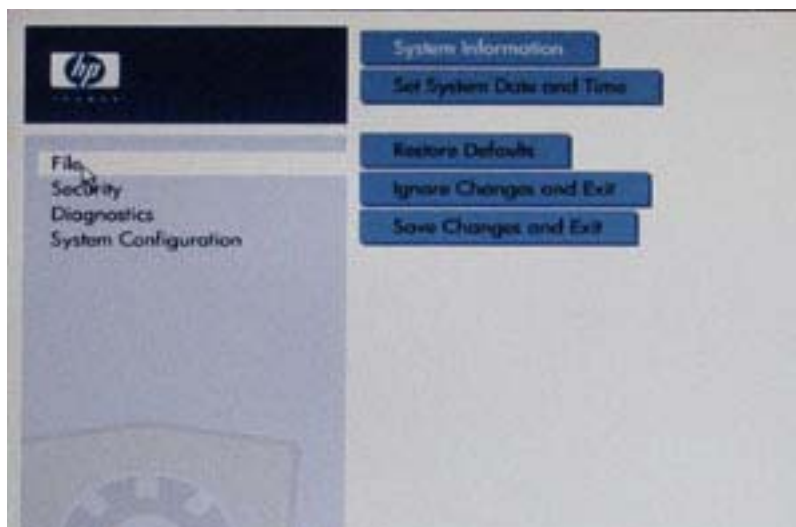 hp
File
Security
Diagnostics
System Configuration
System Information
Set System Date and Time
Restore Defaults
Ignore Changes and Exit
Save Changes and Exit